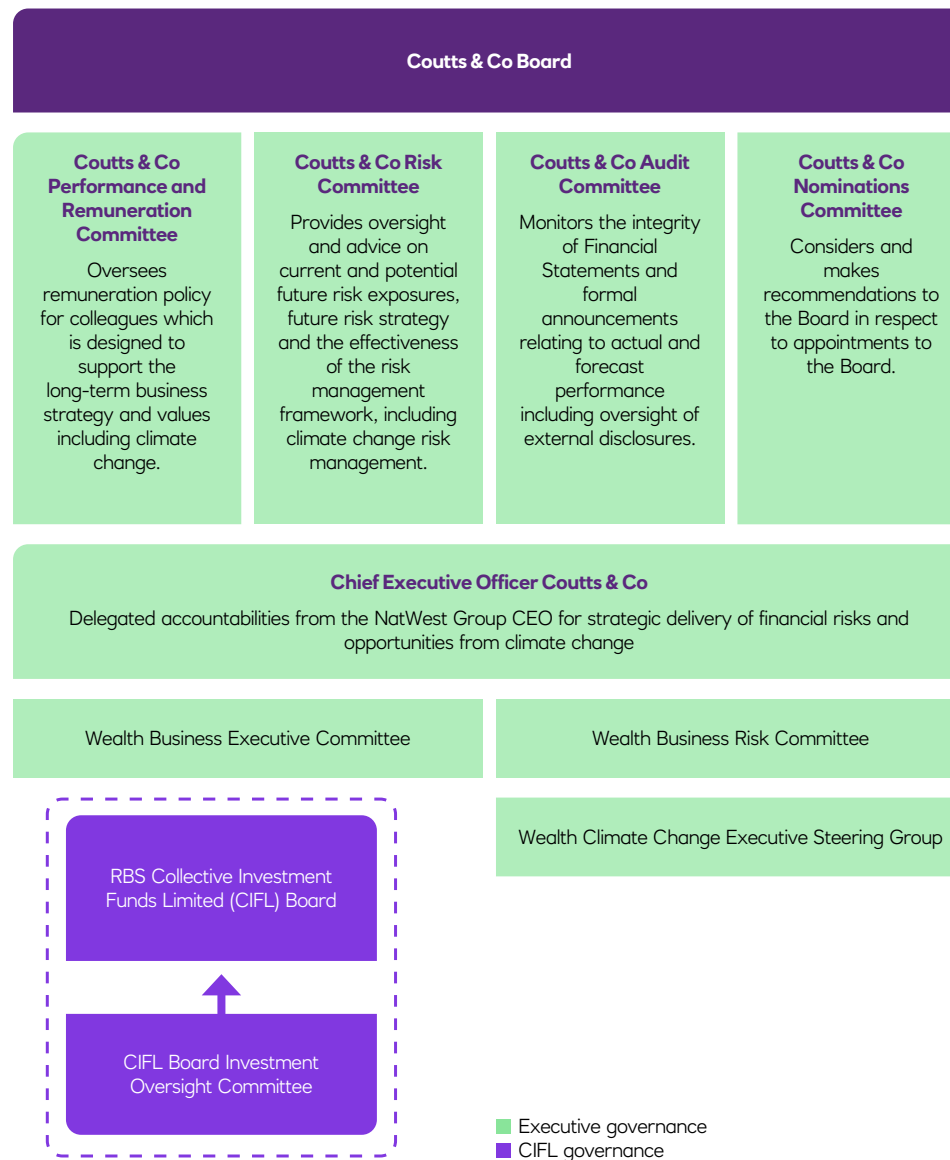 Coutts & Co Board
Coutts & Co
Performance and
Remuneration
Committee
Oversees
remuneration policy
for colleagues which
is designed to
support the
long-term business
strategy and values
including climate
change.
Coutts & Co Risk
Committee
Provides oversight
and advice on
current and potential
future risk exposures,
future risk strategy
and the effectiveness
of the risk
management
framework, including
climate change risk
management.
Coutts & Co Audit
Committee
Monitors the integrity
of Financial
Statements and
formal
announcements
relating to actual and
forecast
performance
including oversight of
external disclosures.
Coutts & Co
Nominations
Committee
Considers and
makes
recommendations to
the Board in respect
to appointments to
the Board.
Chief Executive Officer Coutts & Co
Delegated accountabilities from the NatWest Group CEO for strategic delivery of financial risks and
opportunities from climate change
Wealth Business Executive Committee
Wealth Business Risk Committee
Wealth Climate Change Executive Steering Group
RBS Collective Investment
Funds Limited (CIFL) Board
CIFL Board Investment
Oversight Committee
Executive governance
CIFL governance